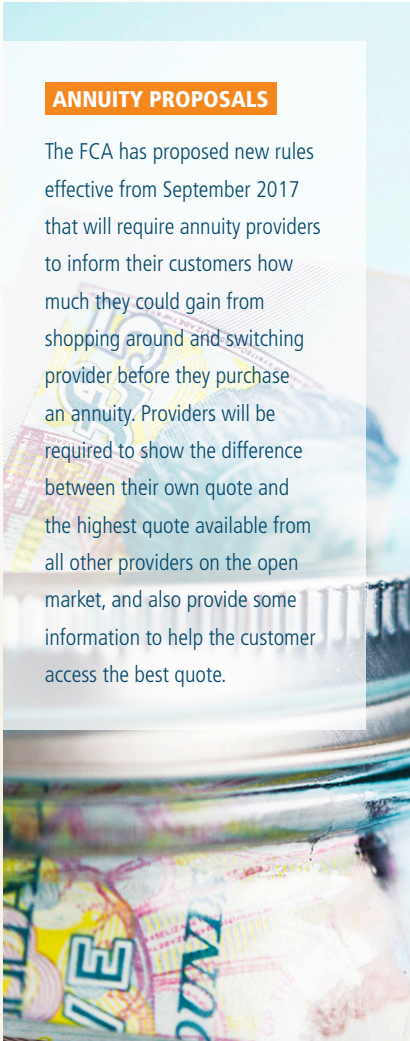 ANNUITY PROPOSALS
The FCA has proposed new rules
effective from September 2017
that will require annuity providers
to inform their customers how
much they could gain from
shopping around and switching
provider before they purchase
an annuity. Providers will be
required to show the difference
between their own quote and
the highest quote available from
all other providers on the open
market, and also provide some
information to help the customer
access the best quote.